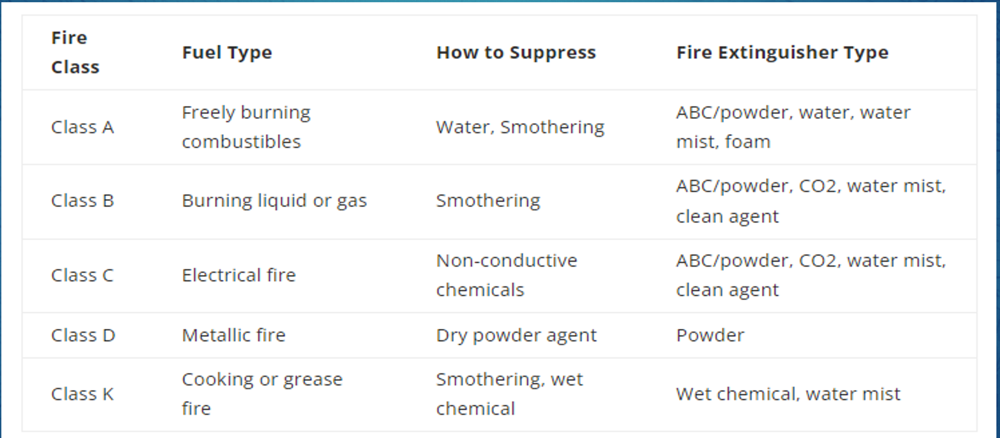 Fire
Class
Fuel Type
How to Suppress
Fire Extinguisher Type
Class A
Freely burning
combustibles
Water, Smothering
ABC/powder, water, water
mist, foam
Class B
Burning liquid or gas
Smothering
ABC/powder, CO2, water mist,
clean agent
Class C
Electrical fire
Non-conductive
chemicals
ABC/powder, CO2, water mist,
clean agent
Class D
Metallic fire
Dry powder agent
Powder
Class K
Cooking or grease
fire
Smothering, wet
chemical
Wet chemical, water mist